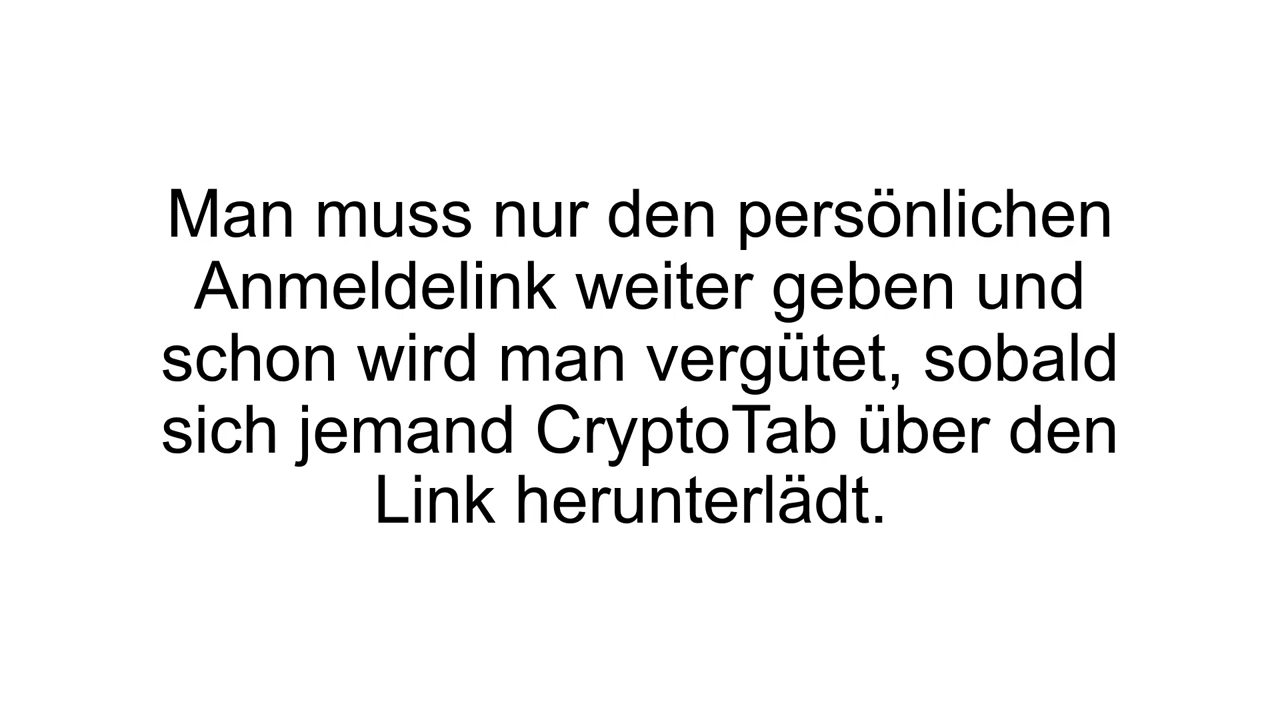 Man muss nur den persönlichen
Anmeldelink weiter geben und
schon wird man vergütet, sobald
sich jemand CryptoTab über den
Link herunterlädt.